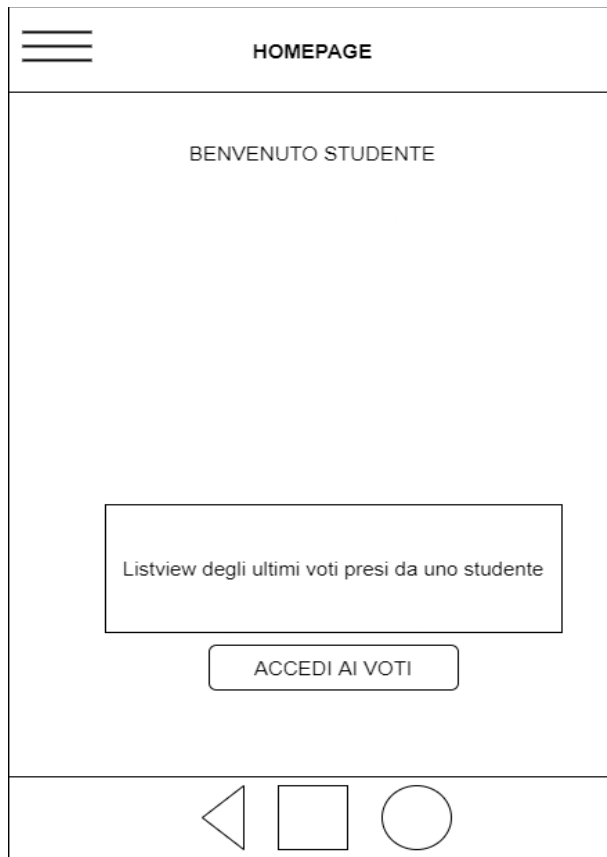 HOMEPAGE
BENVENUTO STUDENTE
Listview degli ultimi voti presi da uno studente
ACCEDI AI VOTI